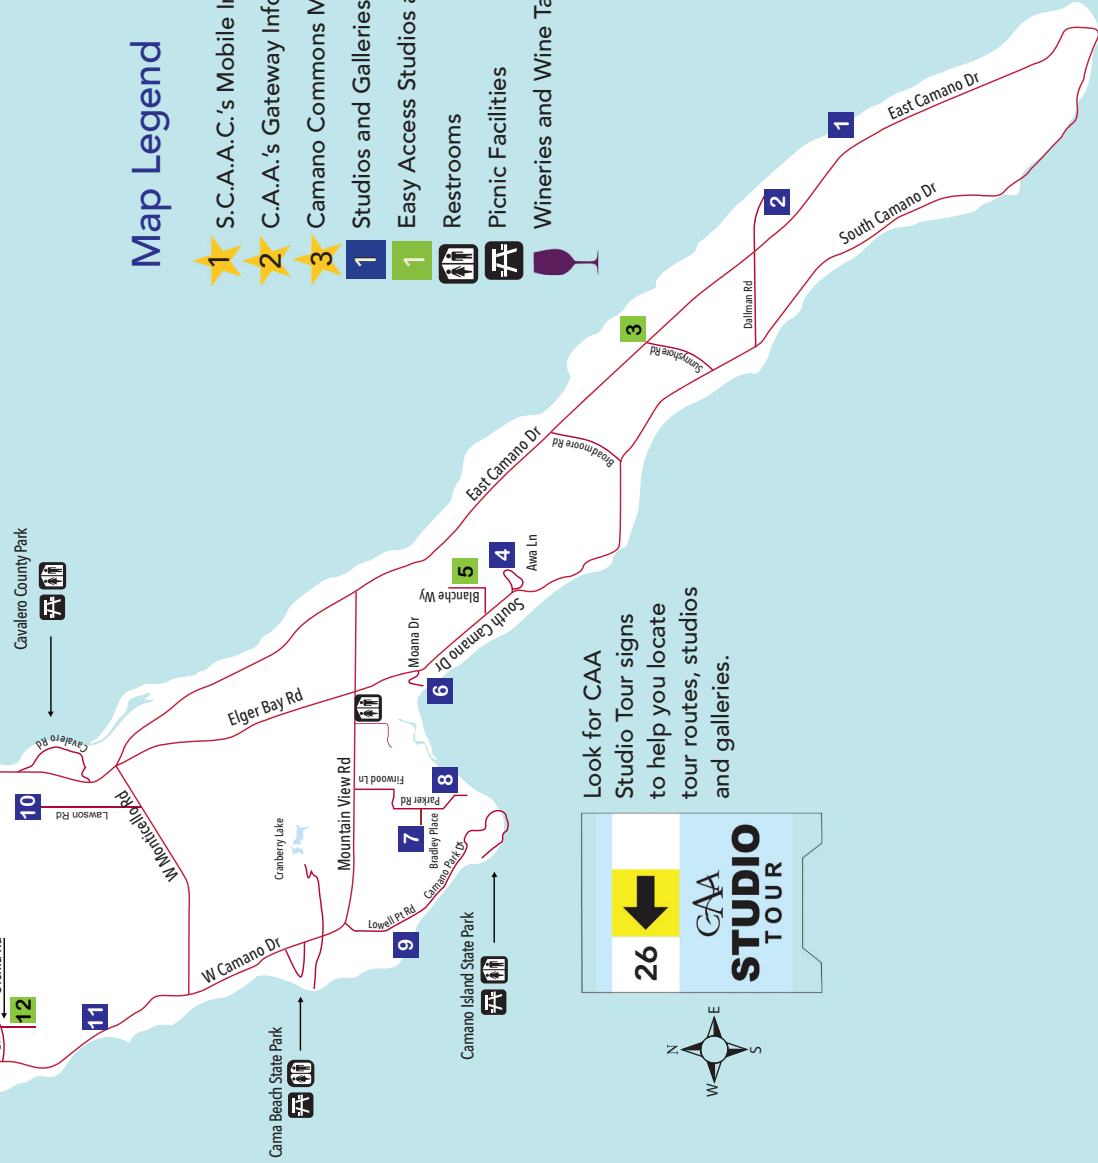 Map Legend
1 S.C.A.A.C.'s Mobile
2 C.A.A.'s Gateway
3 Camano Commons
1 Studios and Galleries
1 Easy Access Studios
Restrooms
Picnic Facilities
Wineries and Wine
Cavalero County Park
Cavalero Rd
10
Lawson Rd
W Monticello Rd
12
11
W Camano Dr
Cama Beach State Park
Cranberry Lake
Elger Bay Rd
Mountain View Rd
Finwood Ln
Parker Rd
8
7
Bradley Place
Camano Park Dr
Lowell Pt Rd
9
Camano Island State Park
Moana Dr
6
South Camano Dr
Blanche Wy
5
4
Awa Ln
East Camano Dr
Broadmoore Rd
3
Sunnyshore Rd
Dallman Rd
2
1
East Camano Dr
South Camano Dr
Look for CAA
Studio Tour signs
to help you locate
tour routes, studios
and galleries.
26
CAA
STUDIO
TOUR
N
W
E
S